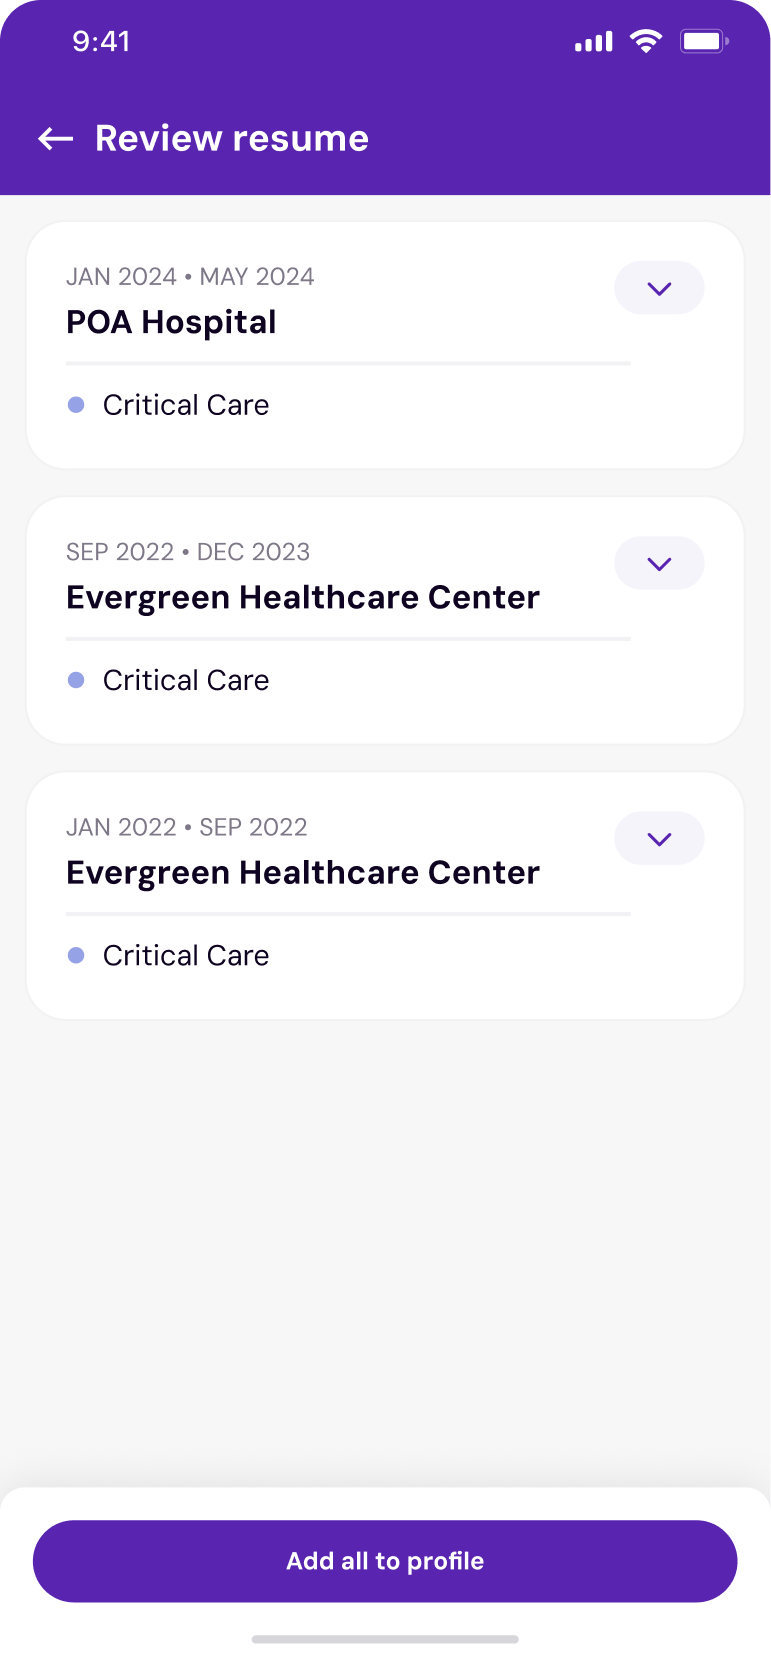 9:41
Review resume
JAN 2024 • MAY 2024
POA Hospital
Critical Care
SEP 2022 • DEC 2023
Evergreen Healthcare Center
Critical Care
JAN 2022 • SEP 2022
Evergreen Healthcare Center
Critical Care
Add all to profile